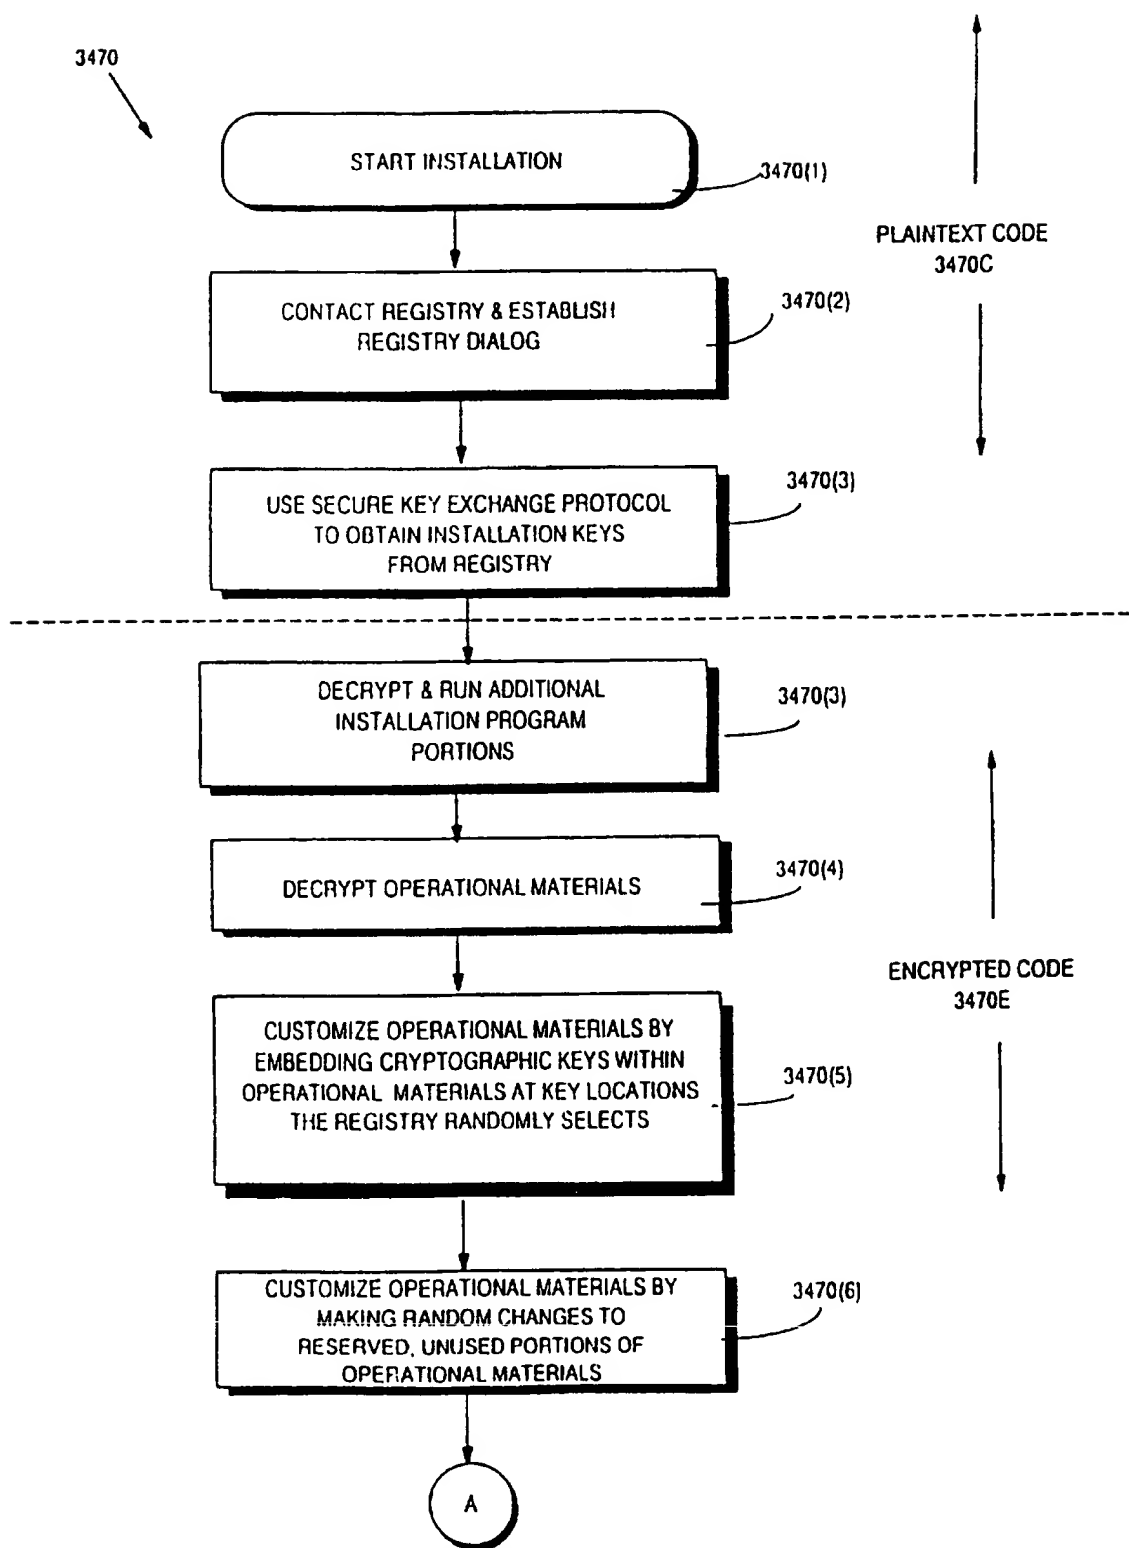 3470
START INSTALLATION
3470(1)
PLAINTEXT CODE
3470C
CONTACT REGISTRY & ESTABLISH
REGISTRY DIALOG
3470(2)
USE SECURE KEY EXCHANGE PROTOCOL
TO OBTAIN INSTALLATION KEYS
FROM REGISTRY
3470(3)
DECRYPT & RUN ADDITIONAL
INSTALLATION PROGRAM
PORTIONS
3470(3)
DECRYPT OPERATIONAL MATERIALS
3470(4)
ENCRYPTED CODE
3470E
CUSTOMIZE OPERATIONAL MATERIALS BY
EMBEDDING CRYPTOGRAPHIC KEYS WITHIN
OPERATIONAL MATERIALS AT KEY LOCATIONS
THE REGISTRY RANDOMLY SELECTS
3470(5)
CUSTOMIZE OPERATIONAL MATERIALS BY
MAKING RANDOM CHANGES TO
RESERVED, UNUSED PORTIONS OF
OPERATIONAL MATERIALS
3470(6)
A